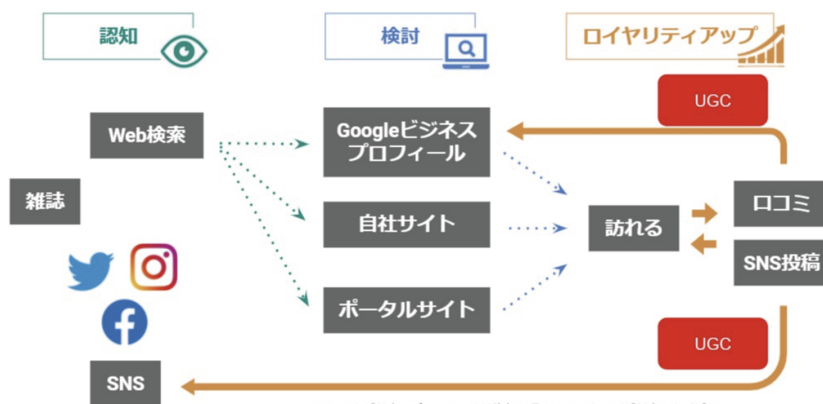 認知
検討
ロイヤリティアップ
UGC
Web検索
Googleビジネス
プロフィール
雑誌
自社サイト
訪れる
口コミ
SNS投稿
ポータルサイト
UGC
SNS